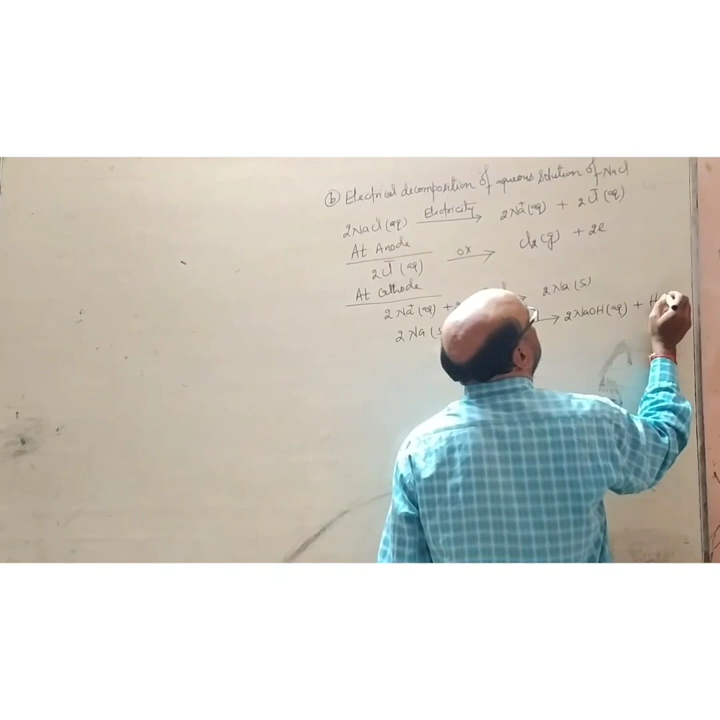 (b) Electrical decomposition of aqueous solution of NaCl
2NaCl (aq) Electricity → 2Na⁺(aq) + 2Cl⁻(aq)
At Anode
2Cl⁻(aq) ox → Cl₂(g) + 2e
At Cathode
2Na⁺(aq) + 2 → 2Na(s)
2Na (s → 2NaOH(aq) + H